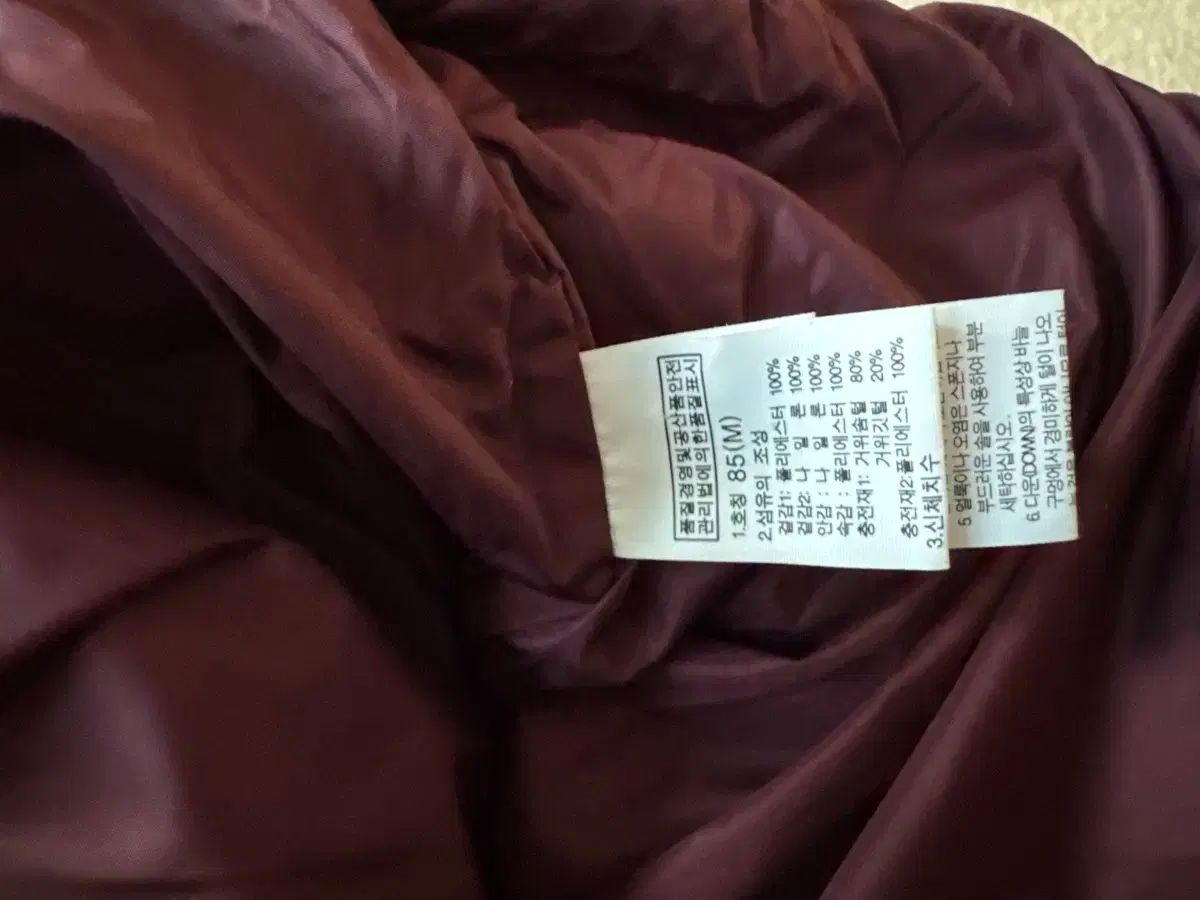 품질경영및공산품안전
관리법에의한품질표시
1.호칭 85(M)
2.섬유의 조성
겉감1: 폴리에스터 100%
겉감2: 나 일 론 100%
안감 : 나 일 론 100%
속감 : 폴리에스터 100%
충전재1: 거위솜털 80%
거위깃털 20%
충전재2:폴리에스터 100%
3.신체치수
5.얼룩이나 오염은 스폰지나
부드러운 솔을 사용하여 부분
세탁하십시오.
6.다운(DOWN)의 특성상 바늘
구멍에서 경미하게 털이 나오